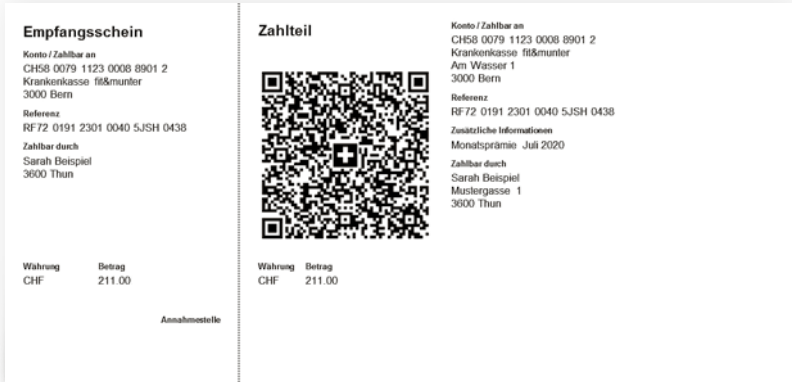 Empfangsschein
Konto / Zahlbar an
CH58 0079 1123 0008 8901 2
Krankenkasse fit&munter
3000 Bern
Referenz
RF72 0191 2301 0040 5JSH 0438
Zahlbar durch
Sarah Beispiel
3600 Thun
Währung Betrag
CHF 211.00
Annahmestelle
Zahlteil
Währung Betrag
CHF 211.00
Konto / Zahlbar an
CH58 0079 1123 0008 8901 2
Krankenkasse fit&munter
Am Wasser 1
3000 Bern
Referenz
RF72 0191 2301 0040 5JSH 0438
Zusätzliche Informationen
Monatsprämie Juli 2020
Zahlbar durch
Sarah Beispiel
Mustergasse 1
3600 Thun